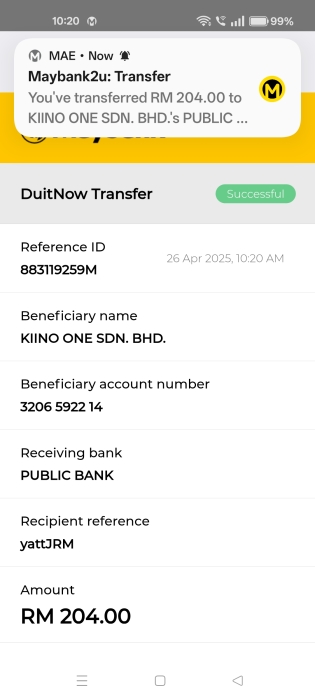 10:20
99%
MAE • Now
Maybank2u: Transfer
You've transferred RM 204.00 to
KIINO ONE SDN. BHD.'s PUBLIC ...
DuitNow Transfer
Successful
Reference ID
26 Apr 2025, 10:20 AM
883119259M
Beneficiary name
KIINO ONE SDN. BHD.
Beneficiary account number
3206 5922 14
Receiving bank
PUBLIC BANK
Recipient reference
yattJRM
Amount
RM 204.00